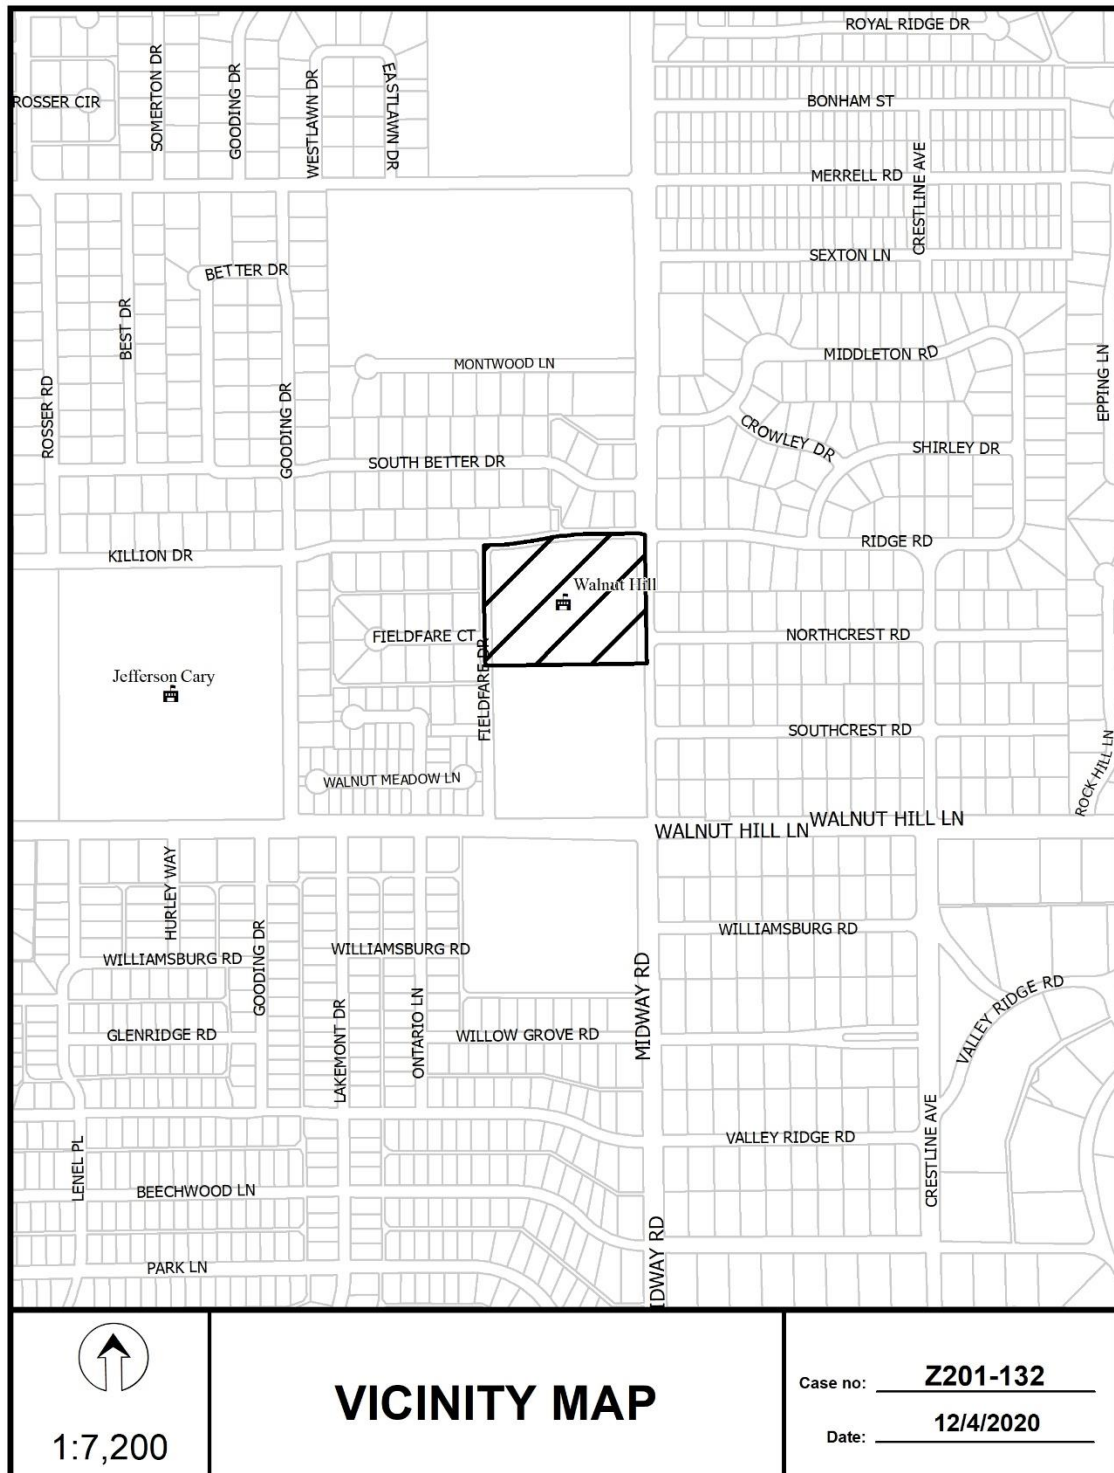 ROYAL RIDGE DR
ROSSER CIR
SOMERTON DR
GOODING DR
WESTLAWN DR
EASTLAWN DR
BONHAM ST
MERRELL RD
CRESTLINE AVE
SEXTON LN
BETTER DR
BEST DR
MONTWOOD LN
MIDDLETON RD
EPPING LN
ROSSER RD
GOODING DR
CROWLEY DR
SHIRLEY DR
SOUTH BETTER DR
KILLION DR
RIDGE RD
Walnut Hill
FIELDFARE CT
NORTHCREST RD
Jefferson Cary
FIELDFARE DR
SOUTHCREST RD
ROCK HILL LN
WALNUT MEADOW LN
WALNUT HILL LN
WALNUT HILL LN
HURLEY WAY
WILLIAMSBURG RD
GOODING DR
WILLIAMSBURG RD
WILLIAMSBURG RD
MIDWAY RD
VALLEY RIDGE RD
GLENRIDGE RD
LAKEMONT DR
ONTARIO LN
WILLOW GROVE RD
LENEL PL
VALLEY RIDGE RD
CRESTLINE AVE
BEECHWOOD LN
PARK LN
IDWAY RD
1:7,200
VICINITY MAP
Case no: Z201-132
Date: 12/4/2020